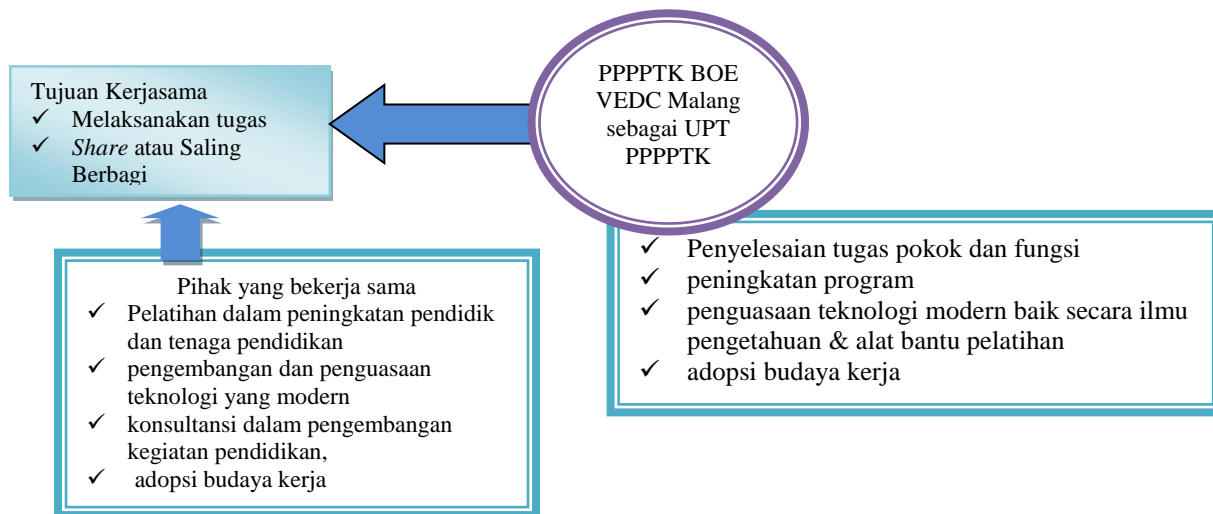 Tujuan Kerjasama
✓ Melaksanakan tugas
✓ Share atau Saling
Berbagi
PPPPTK BOE
VEDC Malang
sebagai UPT
PPPPTK
✓ Penyelesaian tugas pokok dan fungsi
✓ peningkatan program
✓ penguasaan teknologi modern baik secara ilmu
pengetahuan & alat bantu pelatihan
✓ adopsi budaya kerja
Pihak yang bekerja sama
✓ Pelatihan dalam peningkatan pendidik
dan tenaga pendidikan
✓ pengembangan dan penguasaan
teknologi yang modern
✓ konsultansi dalam pengembangan
kegiatan pendidikan,
✓ adopsi budaya kerja